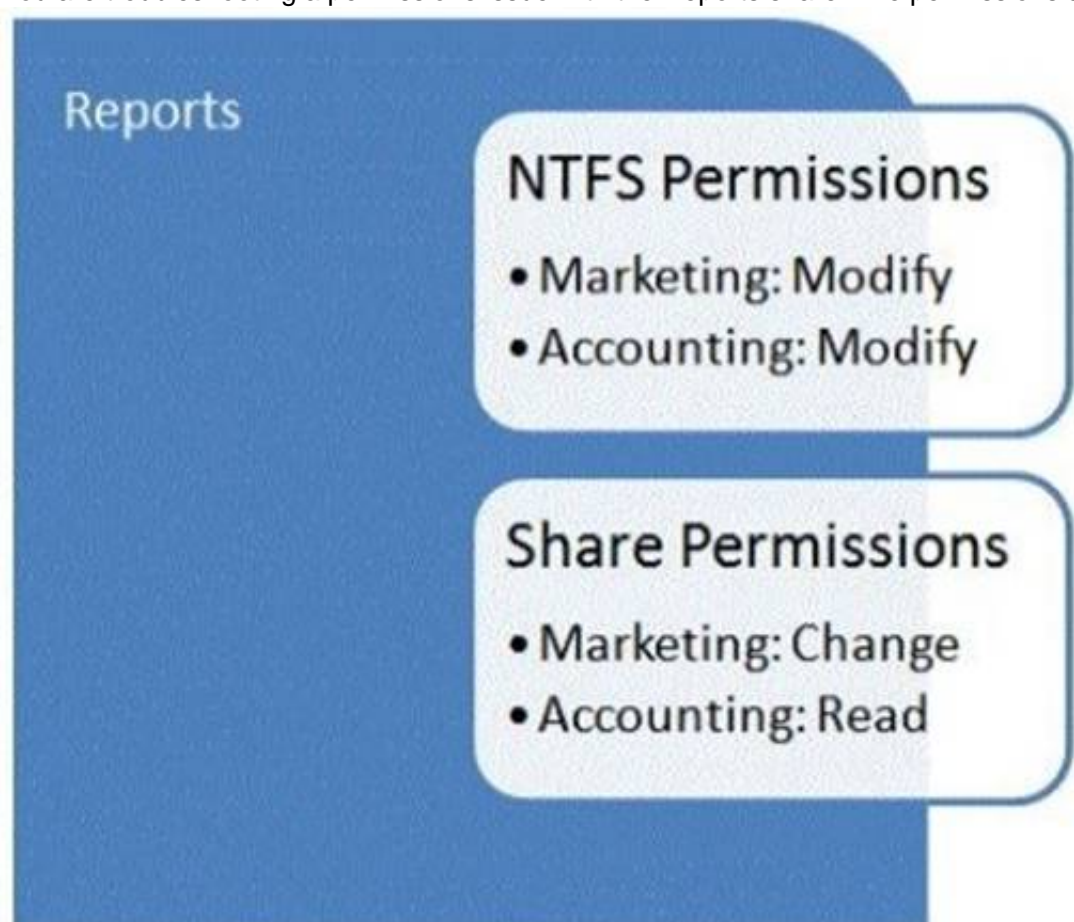 Reports
NTFS Permissions
• Marketing: Modify
• Accounting: Modify
Share Permissions
• Marketing: Change
• Accounting: Read